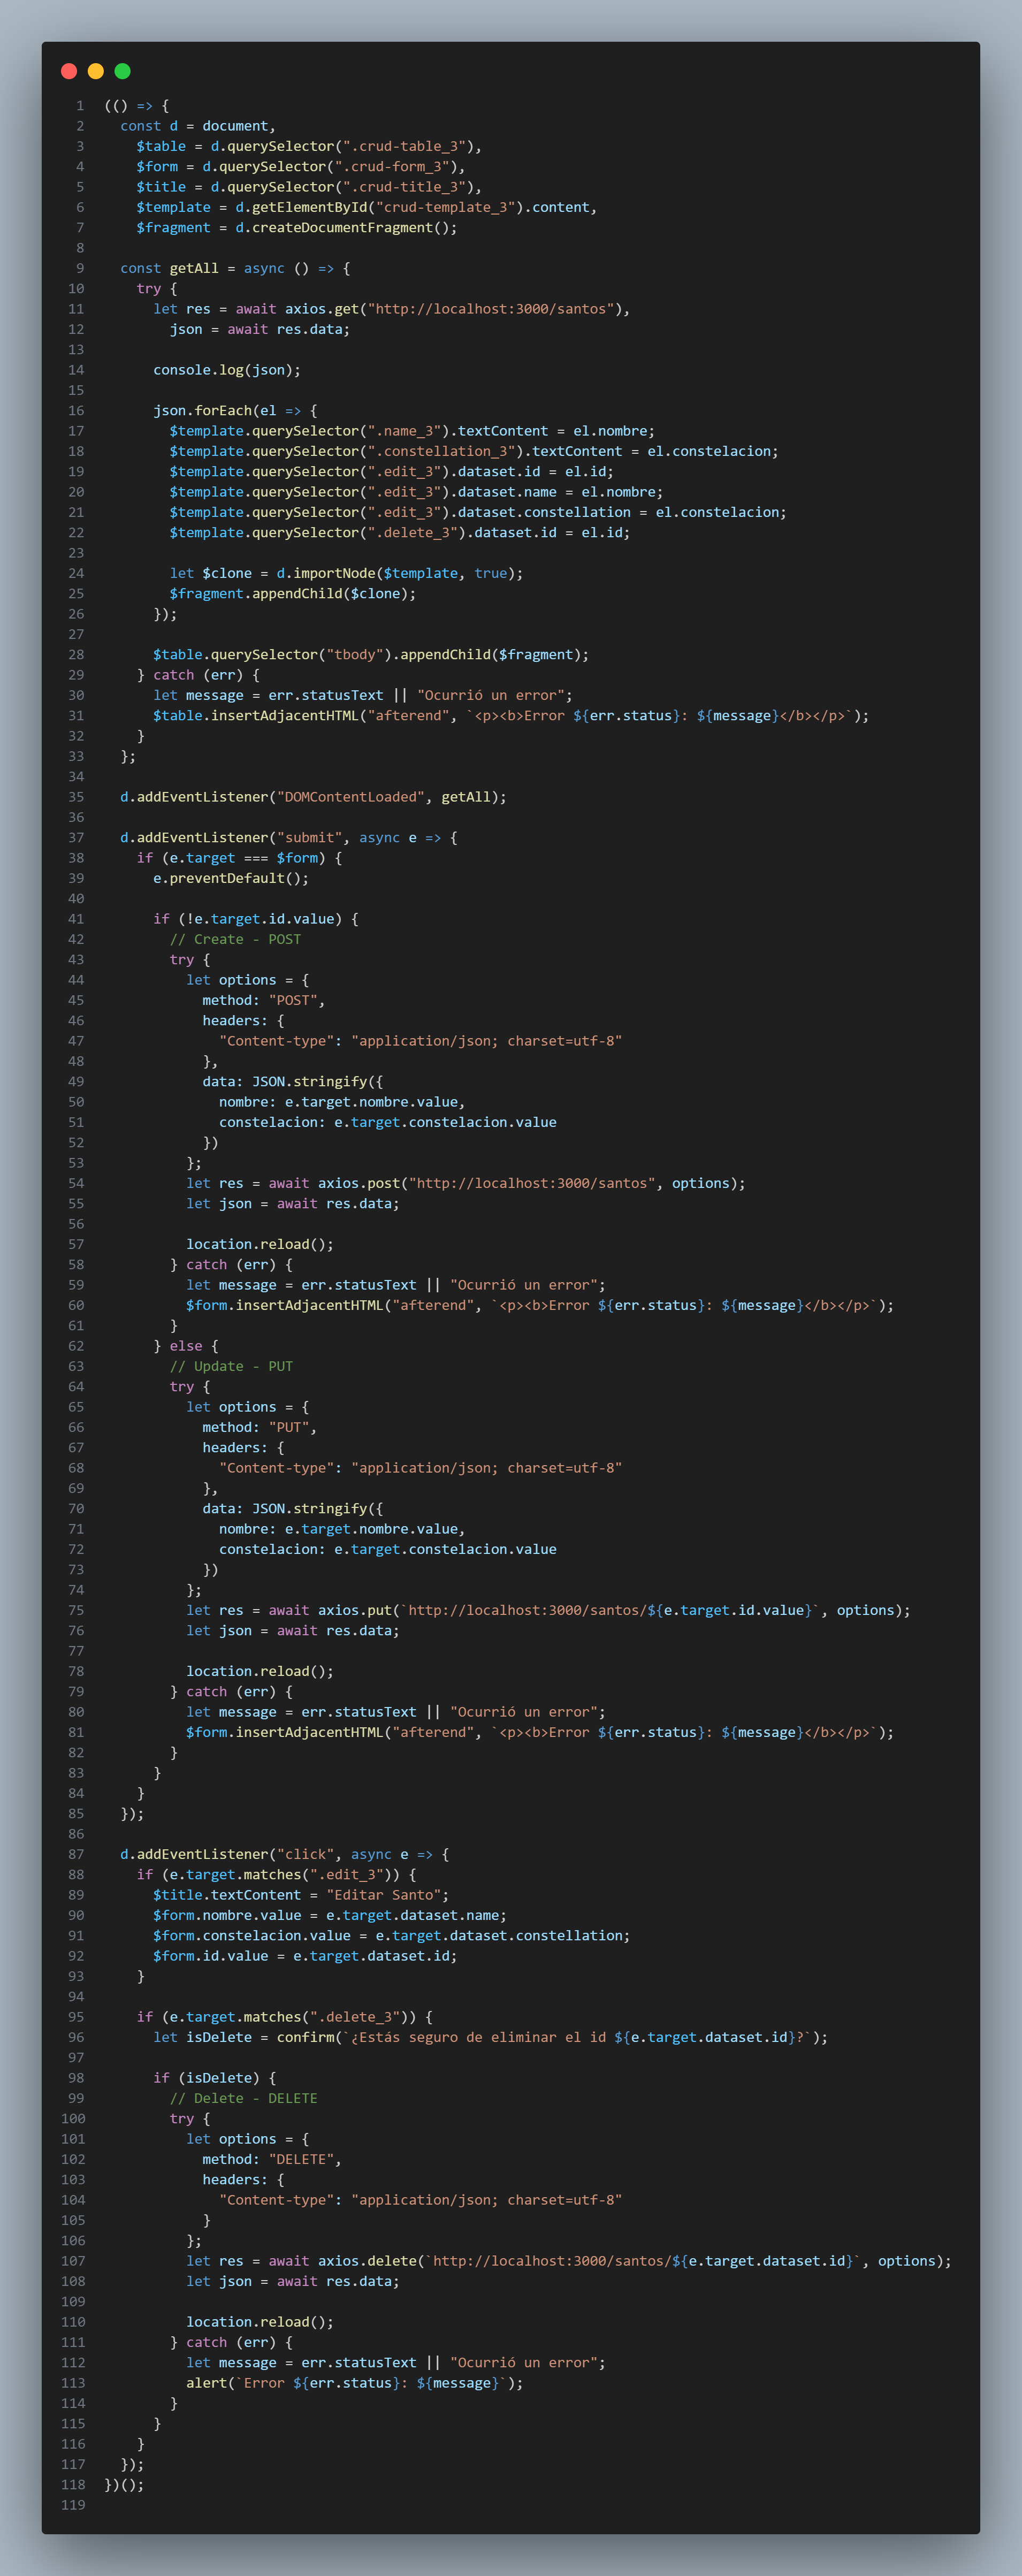 1 (() => {
2   const d = document,
3     $table = d.querySelector(".crud-table_3"),
4     $form = d.querySelector(".crud-form_3"),
5     $title = d.querySelector(".crud-title_3"),
6     $template = d.getElementById("crud-template_3").content,
7     $fragment = d.createDocumentFragment();
8
9   const getAll = async () => {
10     try {
11       let res = await axios.get("http://localhost:3000/santos"),
12         json = await res.data;
13
14       console.log(json);
15
16       json.forEach(el => {
17         $template.querySelector(".name_3").textContent = el.nombre;
18         $template.querySelector(".constellation_3").textContent = el.constelacion;
19         $template.querySelector(".edit_3").dataset.id = el.id;
20         $template.querySelector(".edit_3").dataset.name = el.nombre;
21         $template.querySelector(".edit_3").dataset.constellation = el.constelacion;
22         $template.querySelector(".delete_3").dataset.id = el.id;
23
24         let $clone = d.importNode($template, true);
25         $fragment.appendChild($clone);
26       });
27
28       $table.querySelector("tbody").appendChild($fragment);
29     } catch (err) {
30       let message = err.statusText || "Ocurrió un error";
31       $table.insertAdjacentHTML("afterend", `<p><b>Error ${err.status}: ${message}</b></p>`);
32     }
33   };
34
35   d.addEventListener("DOMContentLoaded", getAll);
36
37   d.addEventListener("submit", async e => {
38     if (e.target === $form) {
39       e.preventDefault();
40
41       if (!e.target.id.value) {
42         // Create - POST
43         try {
44           let options = {
45             method: "POST",
46             headers: {
47               "Content-type": "application/json; charset=utf-8"
48             },
49             data: JSON.stringify({
50               nombre: e.target.nombre.value,
51               constelacion: e.target.constelacion.value
52             })
53           };
54           let res = await axios.post("http://localhost:3000/santos", options);
55           let json = await res.data;
56
57           location.reload();
58         } catch (err) {
59           let message = err.statusText || "Ocurrió un error";
60           $form.insertAdjacentHTML("afterend", `<p><b>Error ${err.status}: ${message}</b></p>`);
61         }
62       } else {
63         // Update - PUT
64         try {
65           let options = {
66             method: "PUT",
67             headers: {
68               "Content-type": "application/json; charset=utf-8"
69             },
70             data: JSON.stringify({
71               nombre: e.target.nombre.value,
72               constelacion: e.target.constelacion.value
73             })
74           };
75           let res = await axios.put(`http://localhost:3000/santos/${e.target.id.value}`, options);
76           let json = await res.data;
77
78           location.reload();
79         } catch (err) {
80           let message = err.statusText || "Ocurrió un error";
81           $form.insertAdjacentHTML("afterend", `<p><b>Error ${err.status}: ${message}</b></p>`);
82         }
83       }
84     }
85   });
86
87   d.addEventListener("click", async e => {
88     if (e.target.matches(".edit_3")) {
89       $title.textContent = "Editar Santo";
90       $form.nombre.value = e.target.dataset.name;
91       $form.constelacion.value = e.target.dataset.constellation;
92       $form.id.value = e.target.dataset.id;
93     }
94
95     if (e.target.matches(".delete_3")) {
96       let isDelete = confirm(`¿Estás seguro de eliminar el id ${e.target.dataset.id}?`);
97
98       if (isDelete) {
99         // Delete - DELETE
100         try {
101           let options = {
102             method: "DELETE",
103             headers: {
104               "Content-type": "application/json; charset=utf-8"
105             }
106           };
107           let res = await axios.delete(`http://localhost:3000/santos/${e.target.dataset.id}`, options);
108           let json = await res.data;
109
110           location.reload();
111         } catch (err) {
112           let message = err.statusText || "Ocurrió un error";
113           alert(`Error ${err.status}: ${message}`);
114         }
115       }
116     }
117   });
118 })();
119